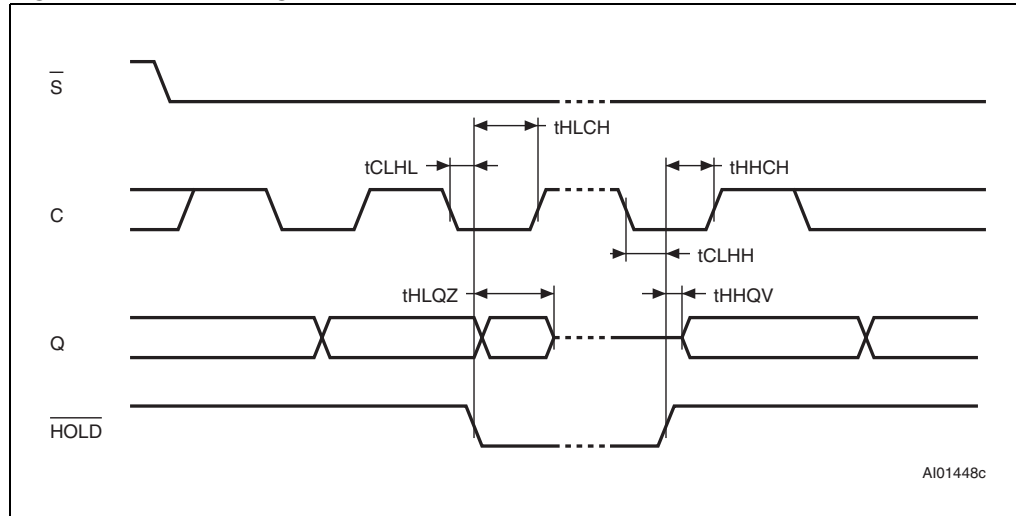 S
tHLCH
tCLHL
tHHCH
C
tCLHH
tHLQZ
tHHQV
Q
HOLD
AI01448c